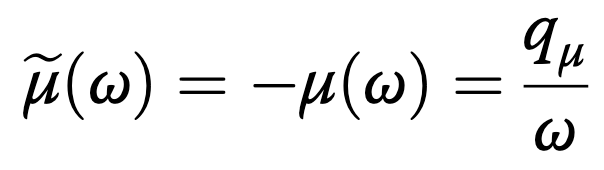 μ̃(ω) = −μ(ω) = q_μ/ω